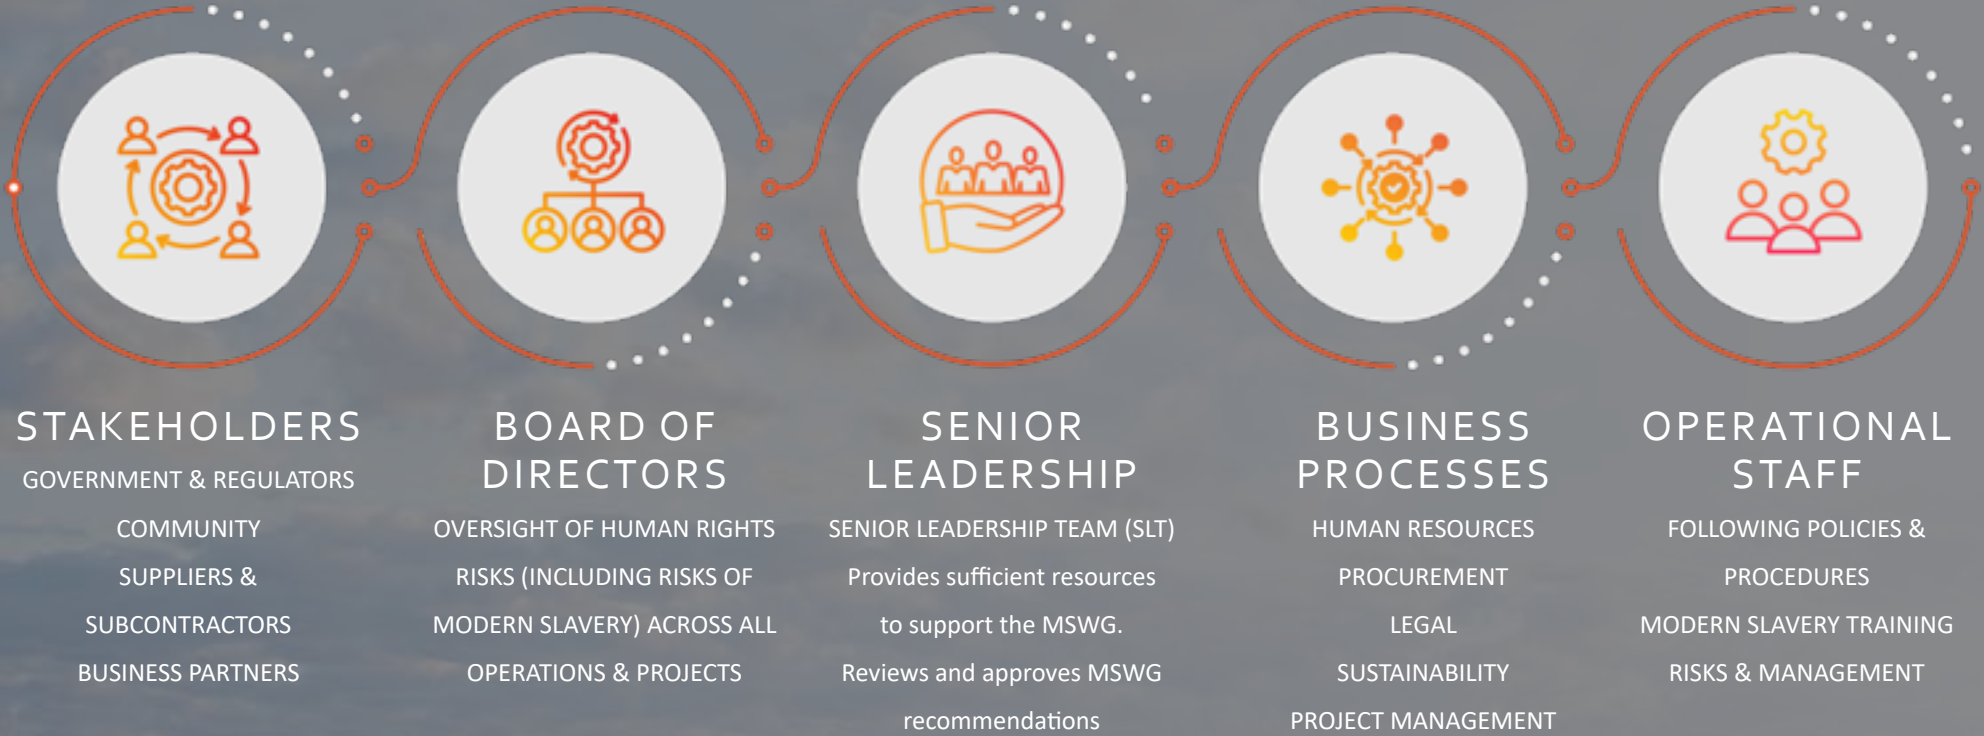 STAKEHOLDERS
GOVERNMENT & REGULATORS
COMMUNITY
SUPPLIERS &
SUBCONTRACTORS
BUSINESS PARTNERS
BOARD OF
DIRECTORS
OVERSIGHT OF HUMAN RIGHTS
RISKS (INCLUDING RISKS OF
MODERN SLAVERY) ACROSS ALL
OPERATIONS & PROJECTS
SENIOR
LEADERSHIP
SENIOR LEADERSHIP TEAM (SLT)
Provides sufficient resources
to support the MSWG.
Reviews and approves MSWG
recommendations
BUSINESS
PROCESSES
HUMAN RESOURCES
PROCUREMENT
LEGAL
SUSTAINABILITY
PROJECT MANAGEMENT
OPERATIONAL
STAFF
FOLLOWING POLICIES &
PROCEDURES
MODERN SLAVERY TRAINING
RISKS & MANAGEMENT